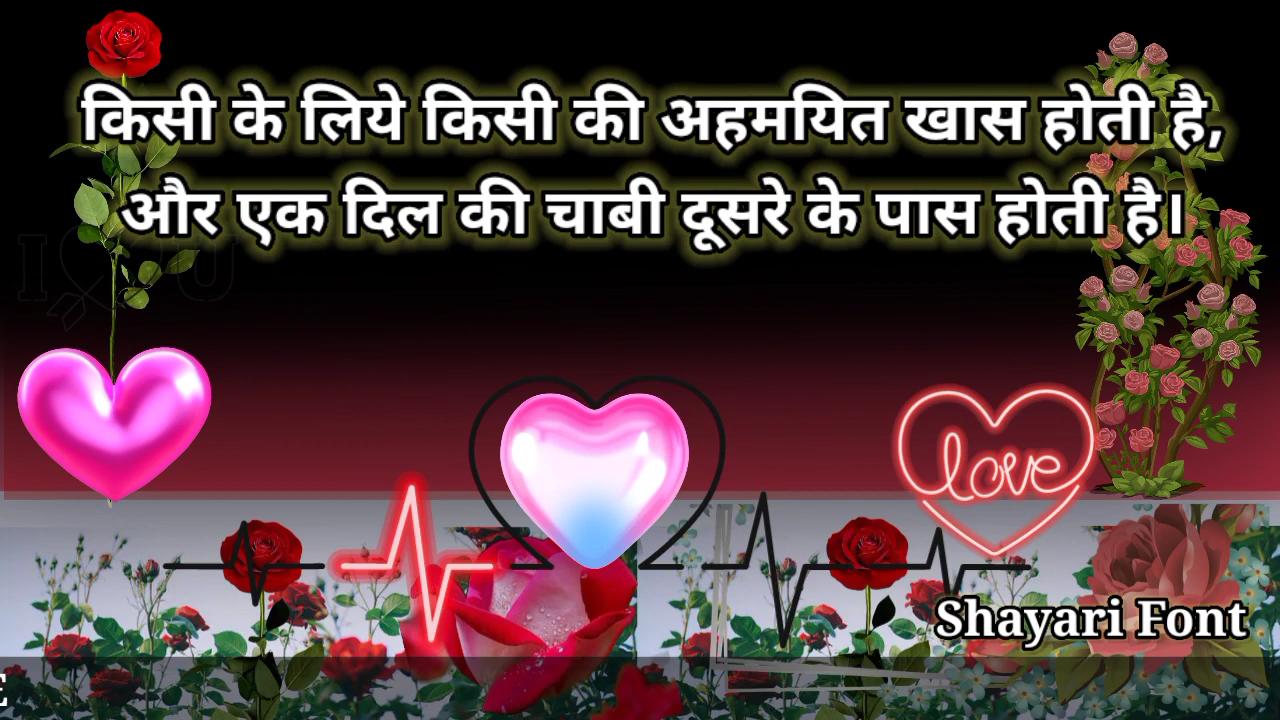 किसी के लिये किसी की अहमयित खास होती है,
और एक दिल की चाबी दूसरे के पास होती है।
I U
love
Shayari Font
E